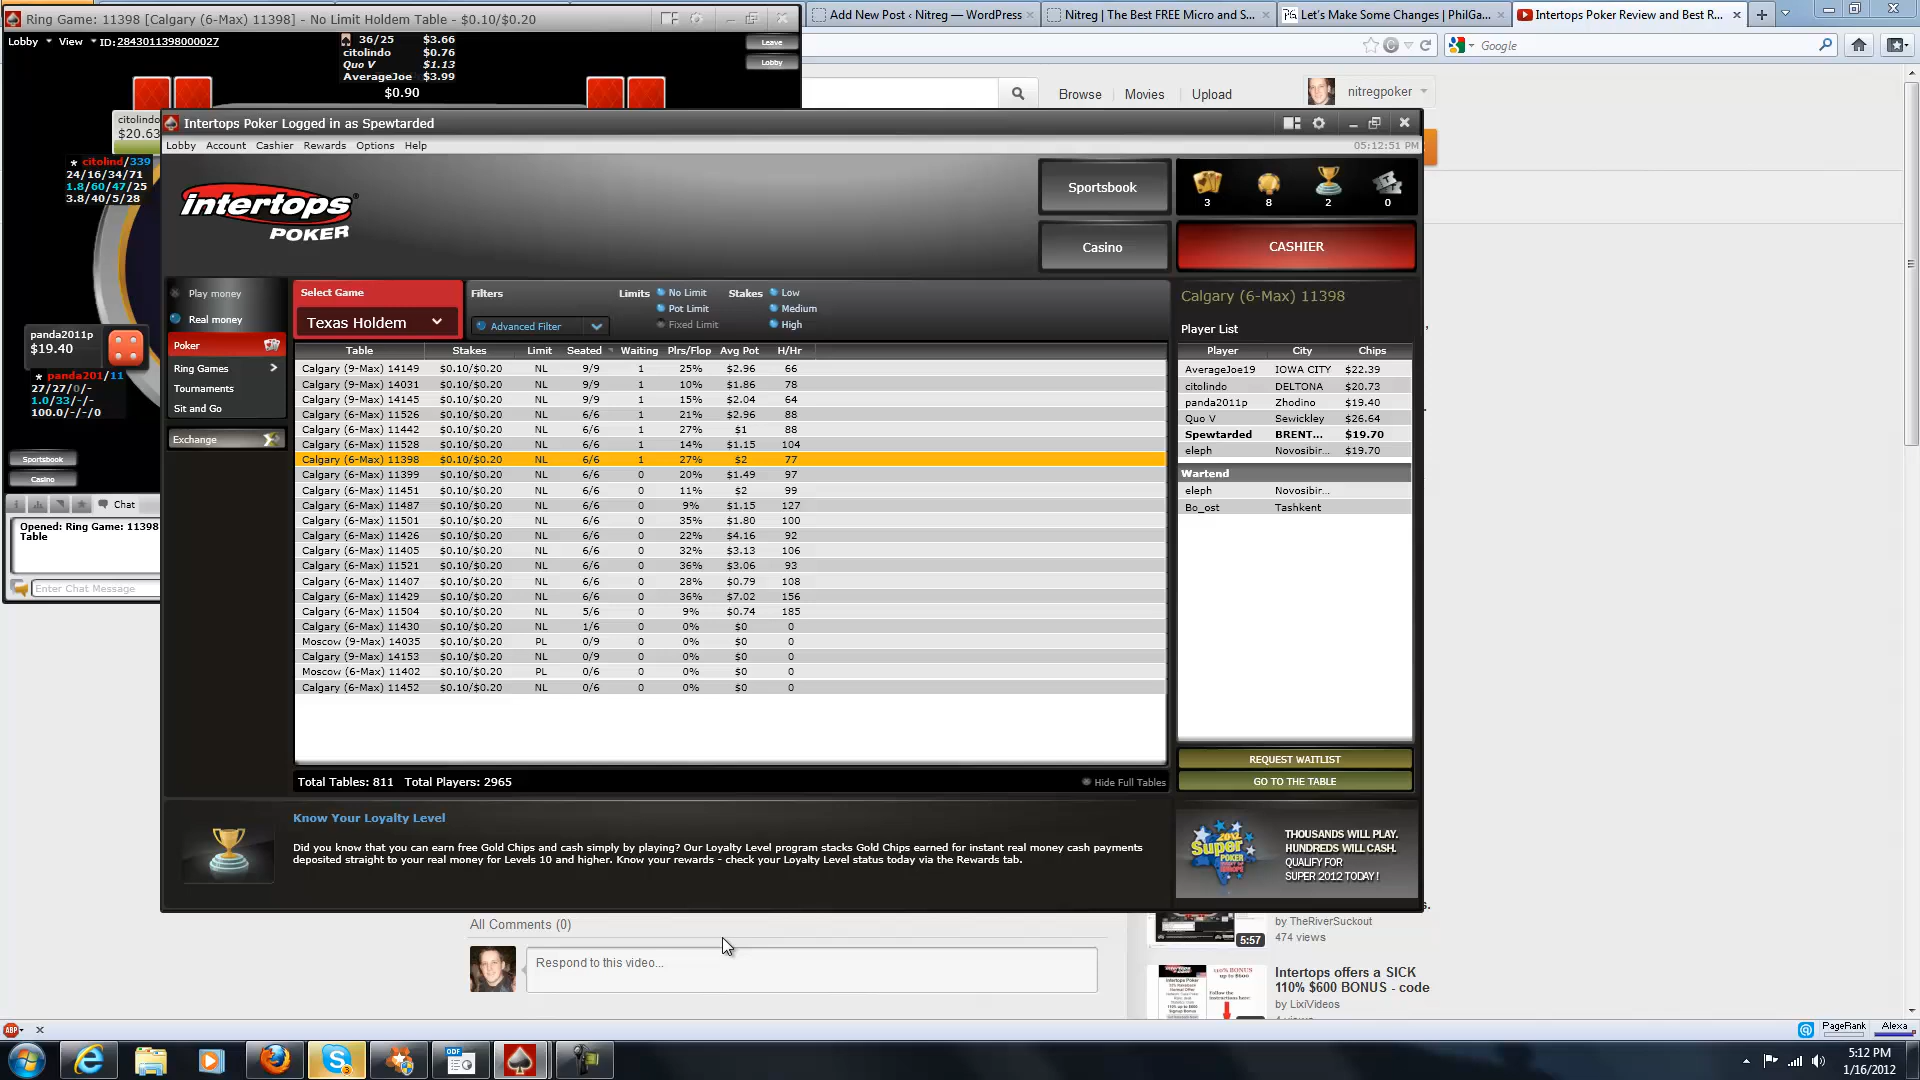 Ring Game: 11398 [Calgary (6-Max) 11398] - No Limit Holdem Table - $0.10/$0.20
Add New Post ‹ Nitreg — WordPress
Nitreg | The Best FREE Micro and S...
Let's Make Some Changes | PhilGa...
Intertops Poker Review and Best R...
Lobby
View
ID:2843011398000027
36/25 $3.66
citolindo $0.76
Quo V $1.13
AverageJoe $3.99
$0.90
Leave
Lobby
Google
Browse
Movies
Upload
nitregpoker
citolindo
$20.63
Intertops Poker Logged in as Spewtarded
Lobby Account Cashier Rewards Options Help
05:12:51 PM
* citolind/339
24/16/34/71
1.8/60/47/25
3.8/40/5/28
intertops
POKER
Sportsbook
Casino
3 8 2 0
CASHIER
Play money
Real money
Poker
Ring Games
Tournaments
Sit and Go
Exchange
panda2011p
$19.40
* panda201/11
27/27/0/-
1.0/33/-/-
100.0/-/-/0
Sportsbook
Casino
Chat
Opened: Ring Game: 11398
Table
Enter Chat Message
Select Game
Texas Holdem
Filters
Advanced Filter
Limits
No Limit
Pot Limit
Fixed Limit
Stakes
Low
Medium
High
Table Stakes Limit Seated Waiting Plrs/Flop Avg Pot H/Hr
Calgary (9-Max) 14149 $0.10/$0.20 NL 9/9 1 25% $2.96 66
Calgary (9-Max) 14031 $0.10/$0.20 NL 9/9 1 10% $1.86 78
Calgary (9-Max) 14145 $0.10/$0.20 NL 9/9 1 15% $2.04 64
Calgary (6-Max) 11526 $0.10/$0.20 NL 6/6 1 21% $2.96 88
Calgary (6-Max) 11442 $0.10/$0.20 NL 6/6 1 27% $1 88
Calgary (6-Max) 11528 $0.10/$0.20 NL 6/6 1 14% $1.15 104
Calgary (6-Max) 11398 $0.10/$0.20 NL 6/6 1 27% $2 77
Calgary (6-Max) 11399 $0.10/$0.20 NL 6/6 0 20% $1.49 97
Calgary (6-Max) 11451 $0.10/$0.20 NL 6/6 0 11% $2 99
Calgary (6-Max) 11487 $0.10/$0.20 NL 6/6 0 9% $1.15 127
Calgary (6-Max) 11501 $0.10/$0.20 NL 6/6 0 35% $1.80 100
Calgary (6-Max) 11426 $0.10/$0.20 NL 6/6 0 22% $4.16 92
Calgary (6-Max) 11405 $0.10/$0.20 NL 6/6 0 32% $3.13 106
Calgary (6-Max) 11521 $0.10/$0.20 NL 6/6 0 36% $3.06 93
Calgary (6-Max) 11407 $0.10/$0.20 NL 6/6 0 28% $0.79 108
Calgary (6-Max) 11429 $0.10/$0.20 NL 6/6 0 36% $7.02 156
Calgary (6-Max) 11504 $0.10/$0.20 NL 5/6 0 9% $0.74 185
Calgary (6-Max) 11430 $0.10/$0.20 NL 1/6 0 0% $0 0
Moscow (9-Max) 14035 $0.10/$0.20 PL 0/9 0 0% $0 0
Calgary (9-Max) 14153 $0.10/$0.20 NL 0/9 0 0% $0 0
Moscow (6-Max) 11402 $0.10/$0.20 PL 0/6 0 0% $0 0
Calgary (6-Max) 11452 $0.10/$0.20 NL 0/6 0 0% $0 0
Total Tables: 811 Total Players: 2965
Hide Full Tables
Calgary (6-Max) 11398
Player List
Player City Chips
AverageJoe19 IOWA CITY $22.39
citolindo DELTONA $20.73
panda2011p Zhodino $19.40
Quo V Sewickley $26.64
Spewtarded BRENT... $19.70
eleph Novosibir... $19.70
Wartend
eleph Novosibir...
Bo_ost Tashkent
REQUEST WAITLIST
GO TO THE TABLE
Know Your Loyalty Level
Did you know that you can earn free Gold Chips and cash simply by playing? Our Loyalty Level program stacks Gold Chips earned for instant real money cash payments
deposited straight to your real money for Levels 10 and higher. Know your rewards - check your Loyalty Level status today via the Rewards tab.
2012
Super
POKER
THOUSANDS WILL PLAY.
HUNDREDS WILL CASH.
QUALIFY FOR
SUPER 2012 TODAY !
All Comments (0)
Respond to this video...
5:57
by TheRiverSuckout
474 views
Intertops offers a SICK
110% $600 BONUS - code
by LixiVideos
ABP
PageRank
Alexa
ODF
5:12 PM
1/16/2012